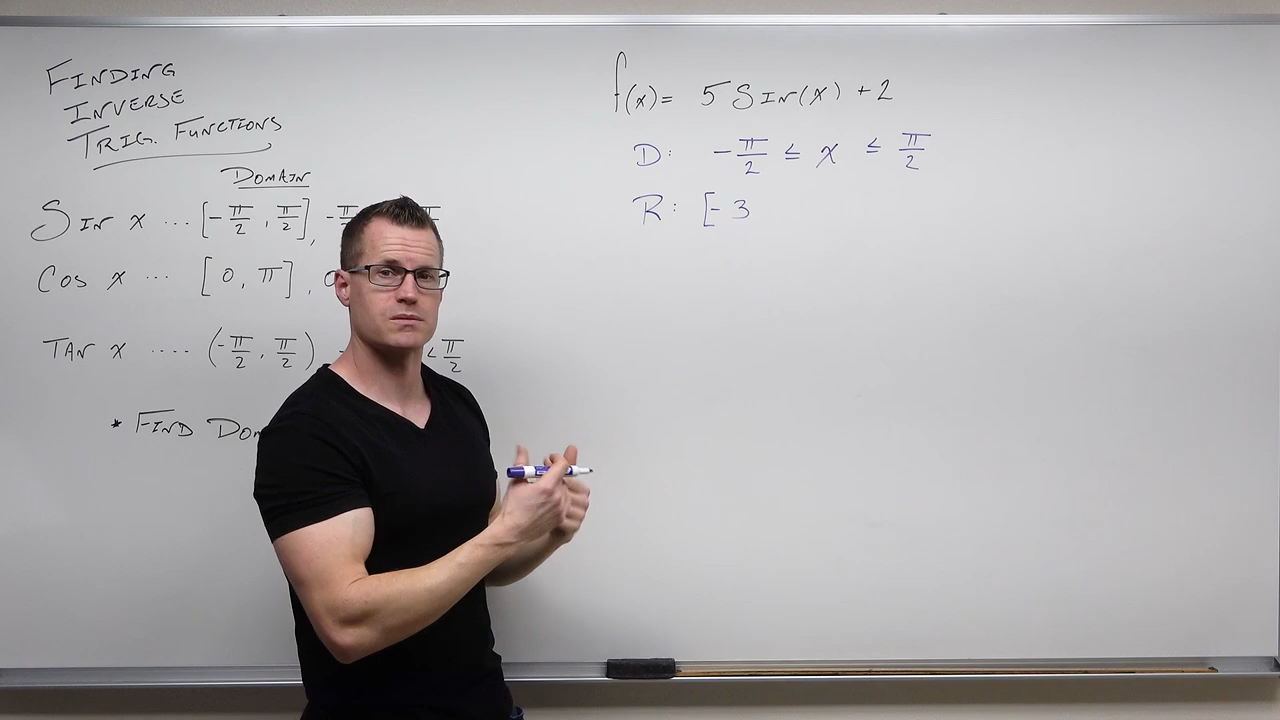 FINDING
INVERSE
TRIG. FUNCTIONS
DOMAIN
SIN x ... [-π/2, π/2],
COS x ... [0, π], 0
TAN x .... (-π/2, π/2) < π/2
* FIND DOM
f(x) = 5 SIN(x) + 2
D: -π/2 ≤ x ≤ π/2
R: [-3